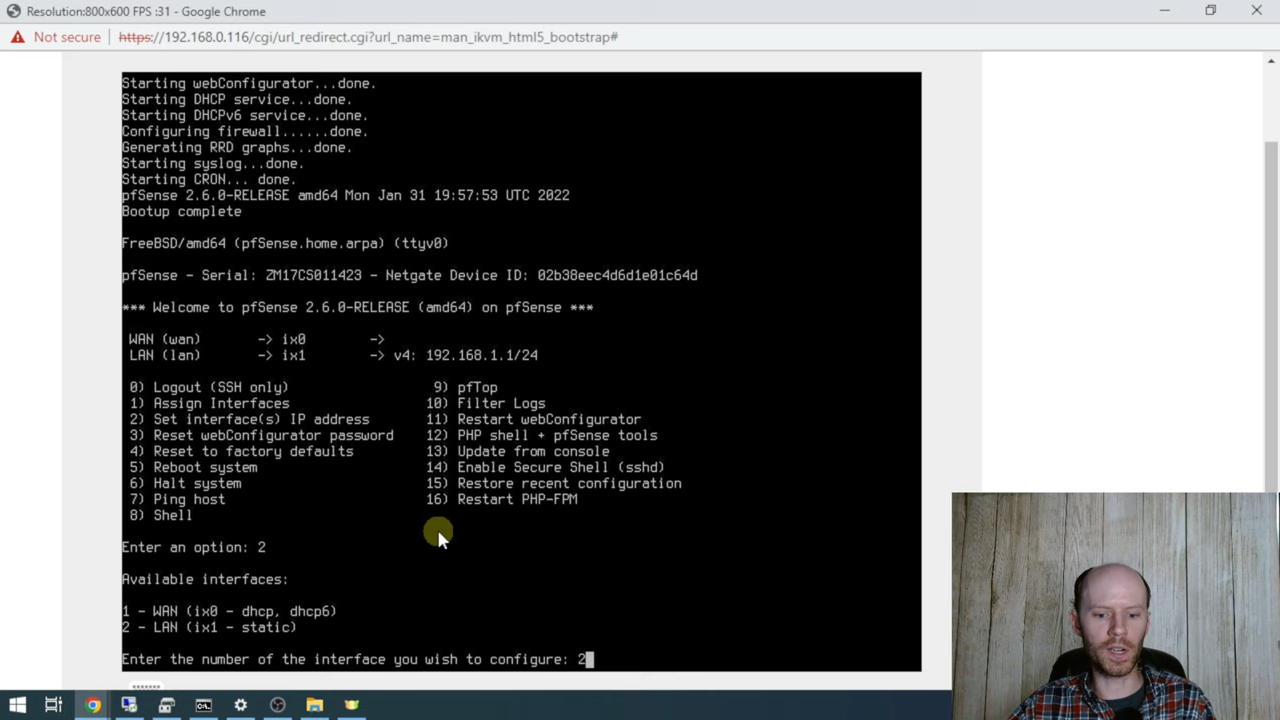 Resolution:800x600 FPS :31 - Google Chrome
Not secure https://192.168.0.116/cgi/url_redirect.cgi?url_name=man_ikvm_html5_bootstrap#
Starting webConfigurator...done.
Starting DHCP service...done.
Starting DHCPv6 service...done.
Configuring firewall......done.
Generating RRD graphs...done.
Starting syslog...done.
Starting CRON... done.
pfSense 2.6.0-RELEASE amd64 Mon Jan 31 19:57:53 UTC 2022
Bootup complete
FreeBSD/amd64 (pfSense.home.arpa) (ttyv0)
pfSense - Serial: ZM17CS011423 - Netgate Device ID: 02b38eec4d6d1e01c64d
*** Welcome to pfSense 2.6.0-RELEASE (amd64) on pfSense ***
WAN (wan) -> ix0 ->
LAN (lan) -> ix1 -> v4: 192.168.1.1/24
0) Logout (SSH only) 9) pfTop
1) Assign Interfaces 10) Filter Logs
2) Set interface(s) IP address 11) Restart webConfigurator
3) Reset webConfigurator password 12) PHP shell + pfSense tools
4) Reset to factory defaults 13) Update from console
5) Reboot system 14) Enable Secure Shell (sshd)
6) Halt system 15) Restore recent configuration
7) Ping host 16) Restart PHP-FPM
8) Shell
Enter an option: 2
Available interfaces:
1 - WAN (ix0 - dhcp, dhcp6)
2 - LAN (ix1 - static)
Enter the number of the interface you wish to configure: 2